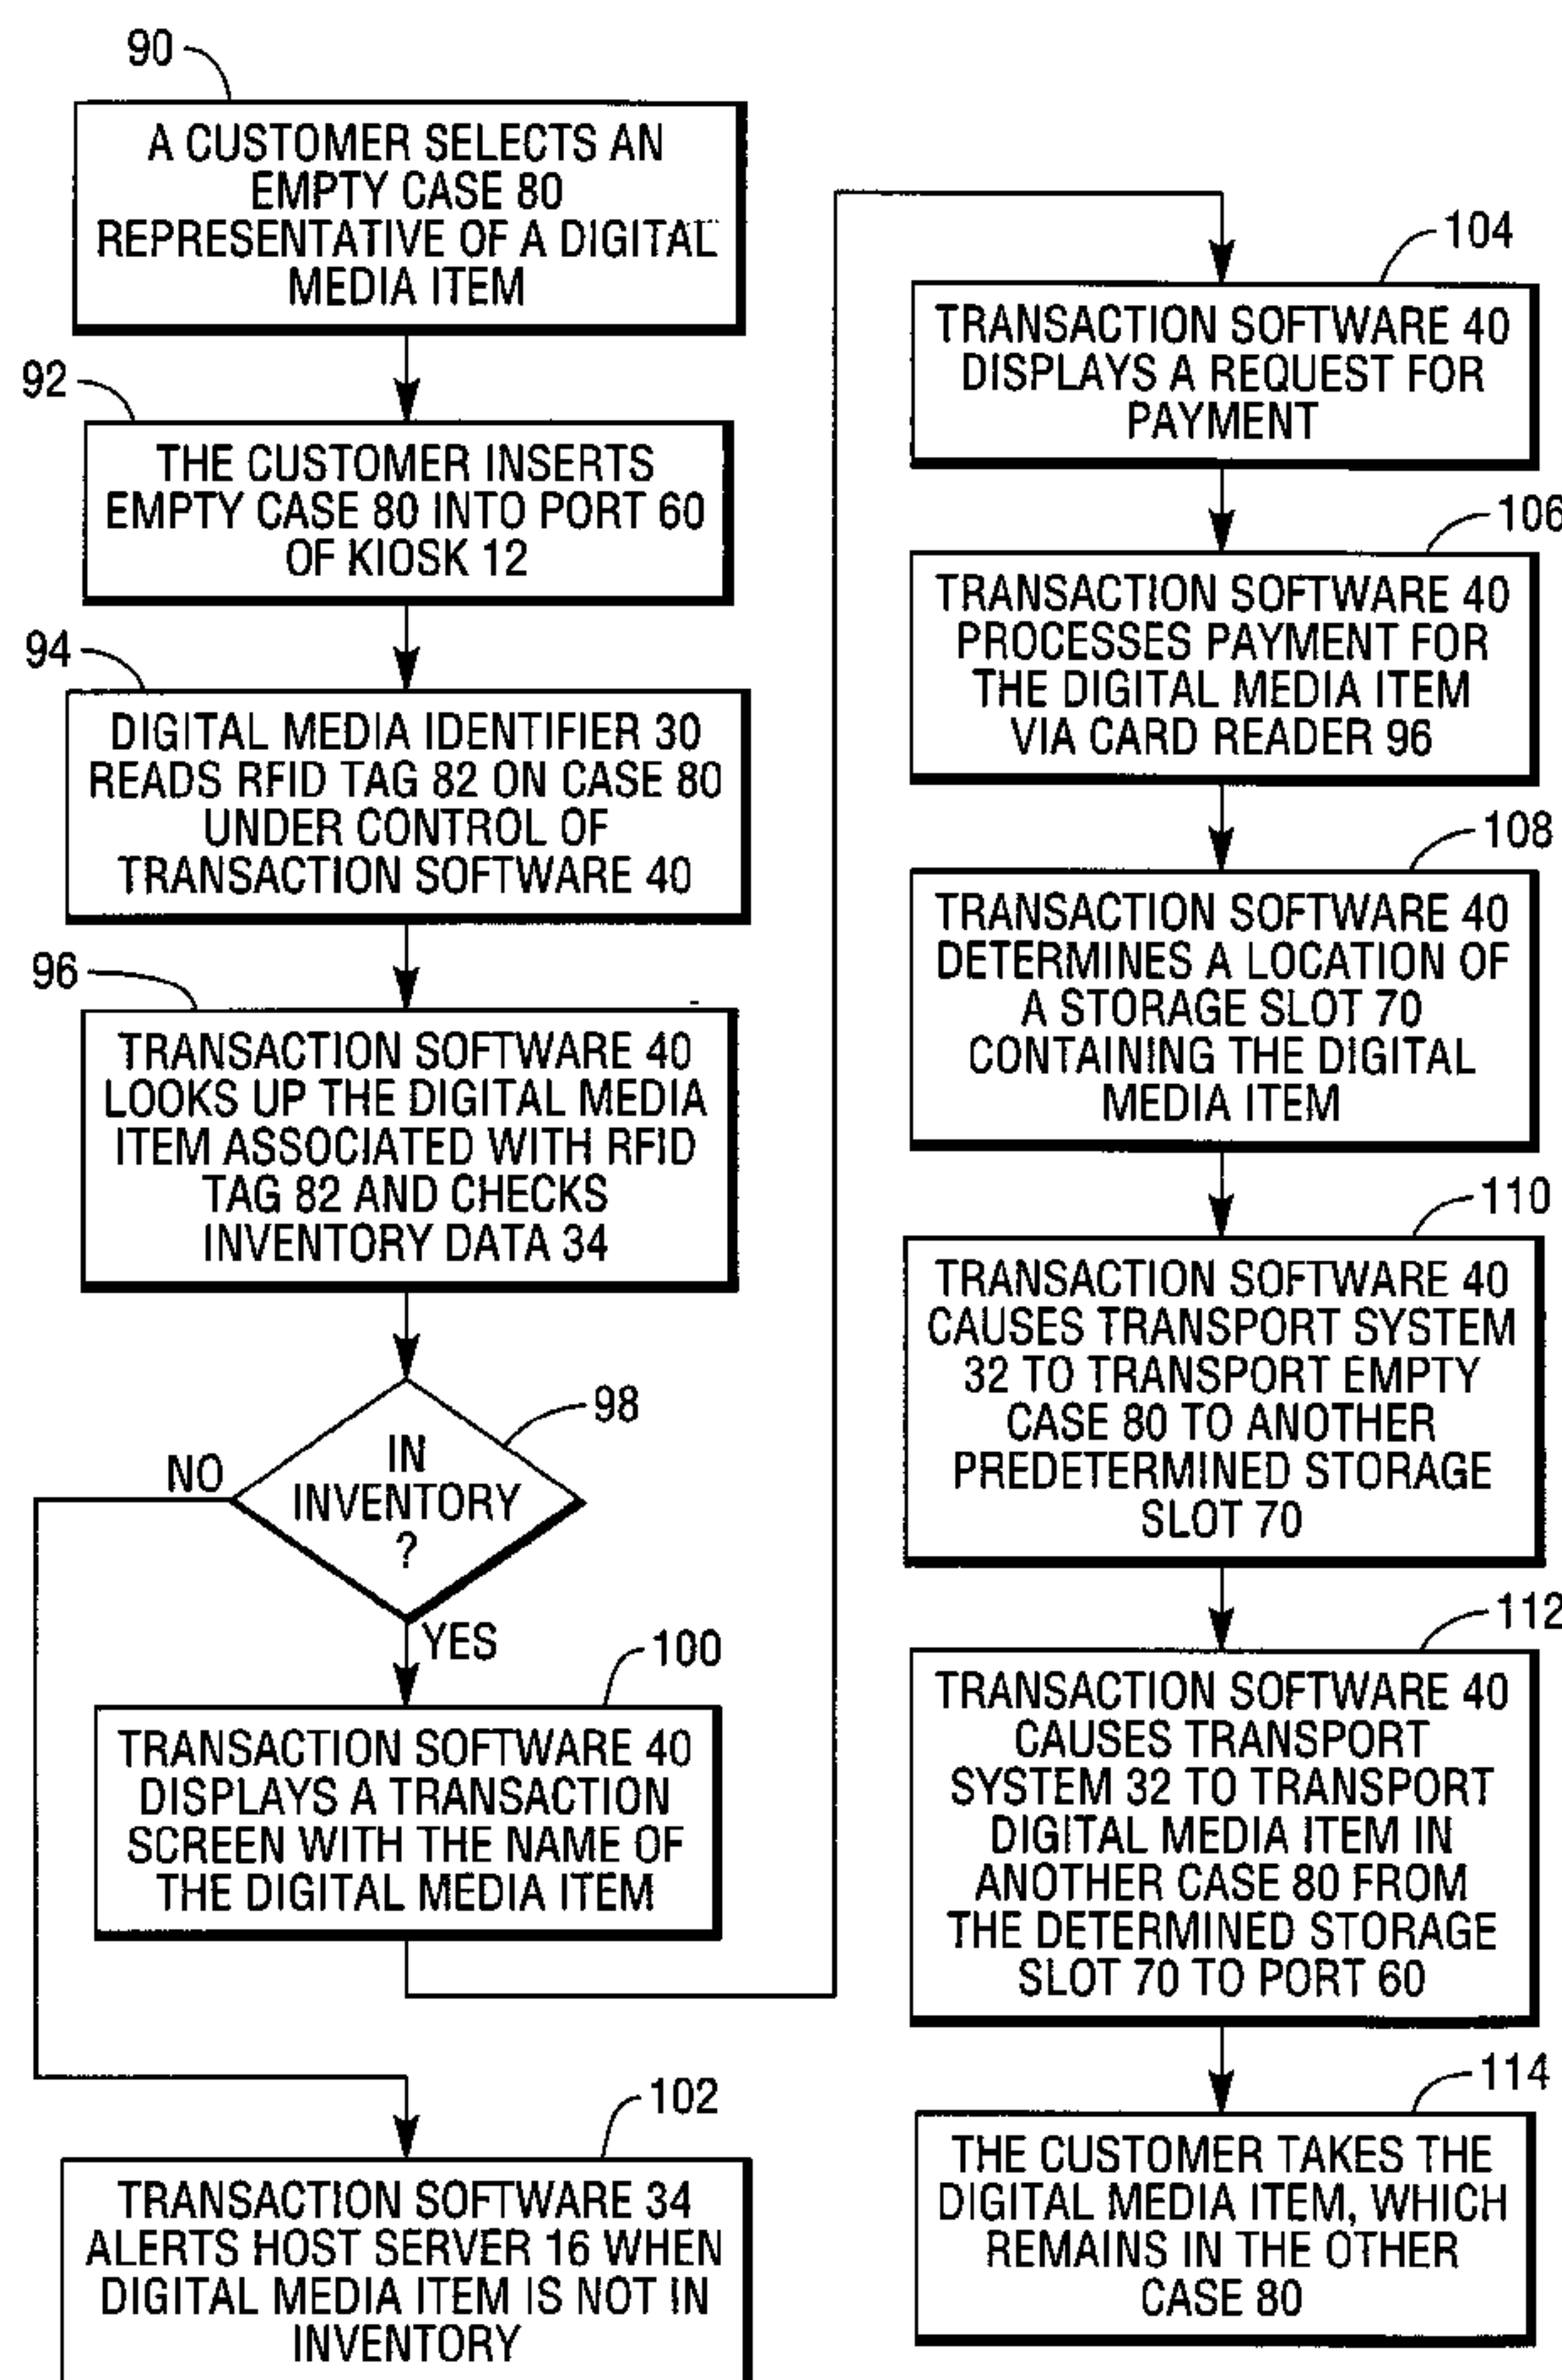 90
A CUSTOMER SELECTS AN
EMPTY CASE 80
REPRESENTATIVE OF A DIGITAL
MEDIA ITEM
92
THE CUSTOMER INSERTS
EMPTY CASE 80 INTO PORT 60
OF KIOSK 12
94
DIGITAL MEDIA IDENTIFIER 30
READS RFID TAG 82 ON CASE 80
UNDER CONTROL OF
TRANSACTION SOFTWARE 40
96
TRANSACTION SOFTWARE 40
LOOKS UP THE DIGITAL MEDIA
ITEM ASSOCIATED WITH RFID
TAG 82 AND CHECKS
INVENTORY DATA 34
98
IN
INVENTORY
?
NO
YES
100
TRANSACTION SOFTWARE 40
DISPLAYS A TRANSACTION
SCREEN WITH THE NAME OF
THE DIGITAL MEDIA ITEM
102
TRANSACTION SOFTWARE 34
ALERTS HOST SERVER 16 WHEN
DIGITAL MEDIA ITEM IS NOT IN
INVENTORY
104
TRANSACTION SOFTWARE 40
DISPLAYS A REQUEST FOR
PAYMENT
106
TRANSACTION SOFTWARE 40
PROCESSES PAYMENT FOR
THE DIGITAL MEDIA ITEM
VIA CARD READER 96
108
TRANSACTION SOFTWARE 40
DETERMINES A LOCATION OF
A STORAGE SLOT 70
CONTAINING THE DIGITAL
MEDIA ITEM
110
TRANSACTION SOFTWARE 40
CAUSES TRANSPORT SYSTEM
32 TO TRANSPORT EMPTY
CASE 80 TO ANOTHER
PREDETERMINED STORAGE
SLOT 70
112
TRANSACTION SOFTWARE 40
CAUSES TRANSPORT
SYSTEM 32 TO TRANSPORT
DIGITAL MEDIA ITEM IN
ANOTHER CASE 80 FROM
THE DETERMINED STORAGE
SLOT 70 TO PORT 60
114
THE CUSTOMER TAKES THE
DIGITAL MEDIA ITEM, WHICH
REMAINS IN THE OTHER
CASE 80